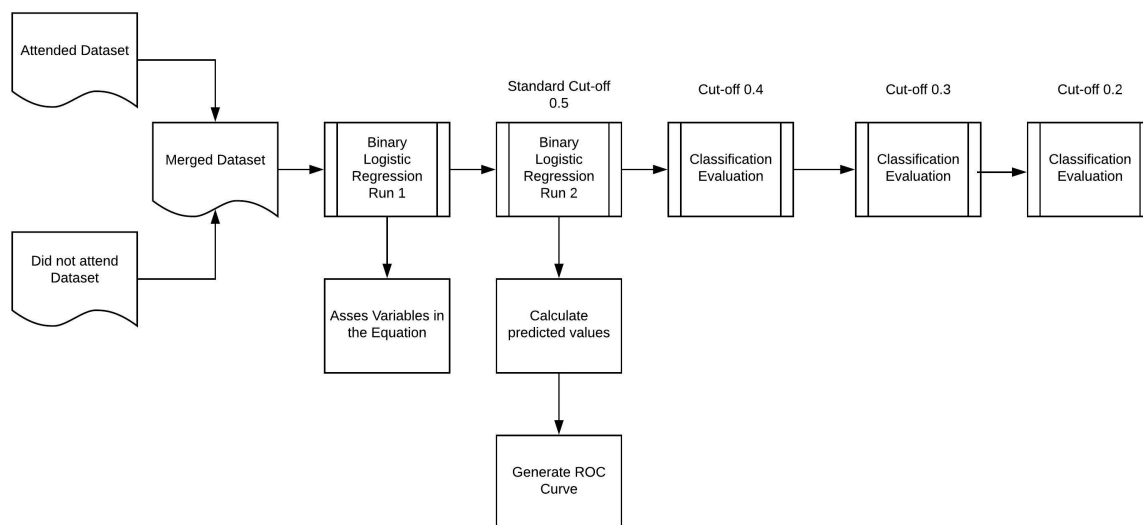 Attended Dataset
Did not attend
Dataset
Merged Dataset
Binary
Logistic
Regression
Run 1
Asses Variables in
the Equation
Standard Cut-off
0.5
Binary
Logistic
Regression
Run 2
Calculate
predicted values
Generate ROC
Curve
Cut-off 0.4
Classification
Evaluation
Cut-off 0.3
Classification
Evaluation
Cut-off 0.2
Classification
Evaluation